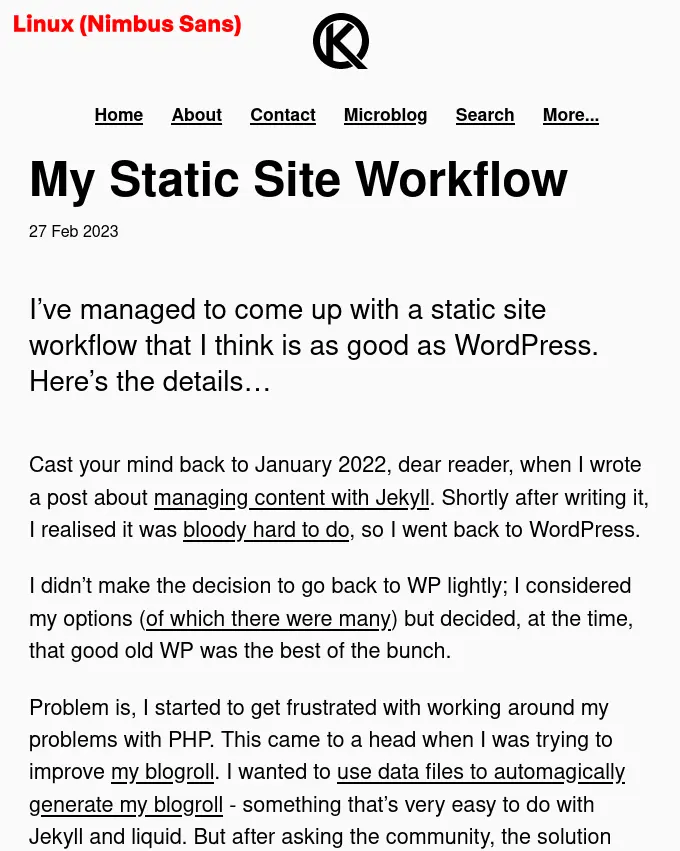 Linux (Nimbus Sans)
Home About Contact Microblog Search More...
My Static Site Workflow
27 Feb 2023
I’ve managed to come up with a static site
workflow that I think is as good as WordPress.
Here’s the details…
Cast your mind back to January 2022, dear reader, when I wrote
a post about managing content with Jekyll. Shortly after writing it,
I realised it was bloody hard to do, so I went back to WordPress.
I didn’t make the decision to go back to WP lightly; I considered
my options (of which there were many) but decided, at the time,
that good old WP was the best of the bunch.
Problem is, I started to get frustrated with working around my
problems with PHP. This came to a head when I was trying to
improve my blogroll. I wanted to use data files to automagically
generate my blogroll - something that’s very easy to do with
Jekyll and liquid. But after asking the community, the solution